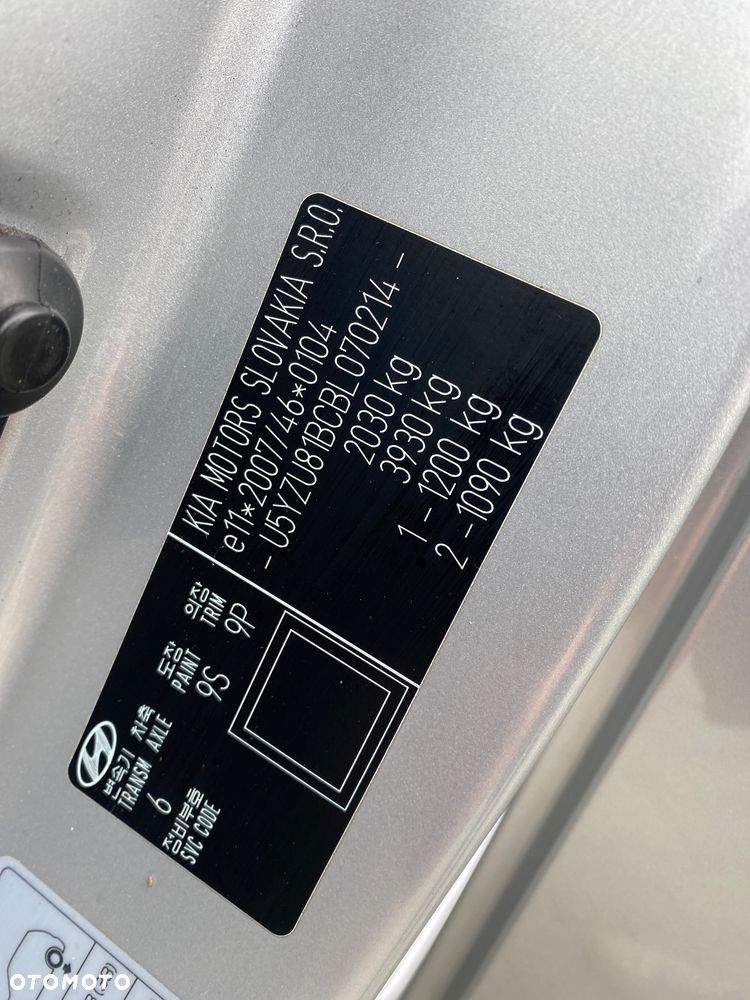 KIA MOTORS SLOVAKIA S.R.O.
e11*2007/46*0104
- U5YZU81BGBL070214 -
2030 kg
3930 kg
1 - 1200 kg
2 - 1090 kg
변속기 차축 도장 외장
TRANSM AXLE PAINT TRIM
6 9S 9P
정비부호
SVC CODE
OTOMOTO